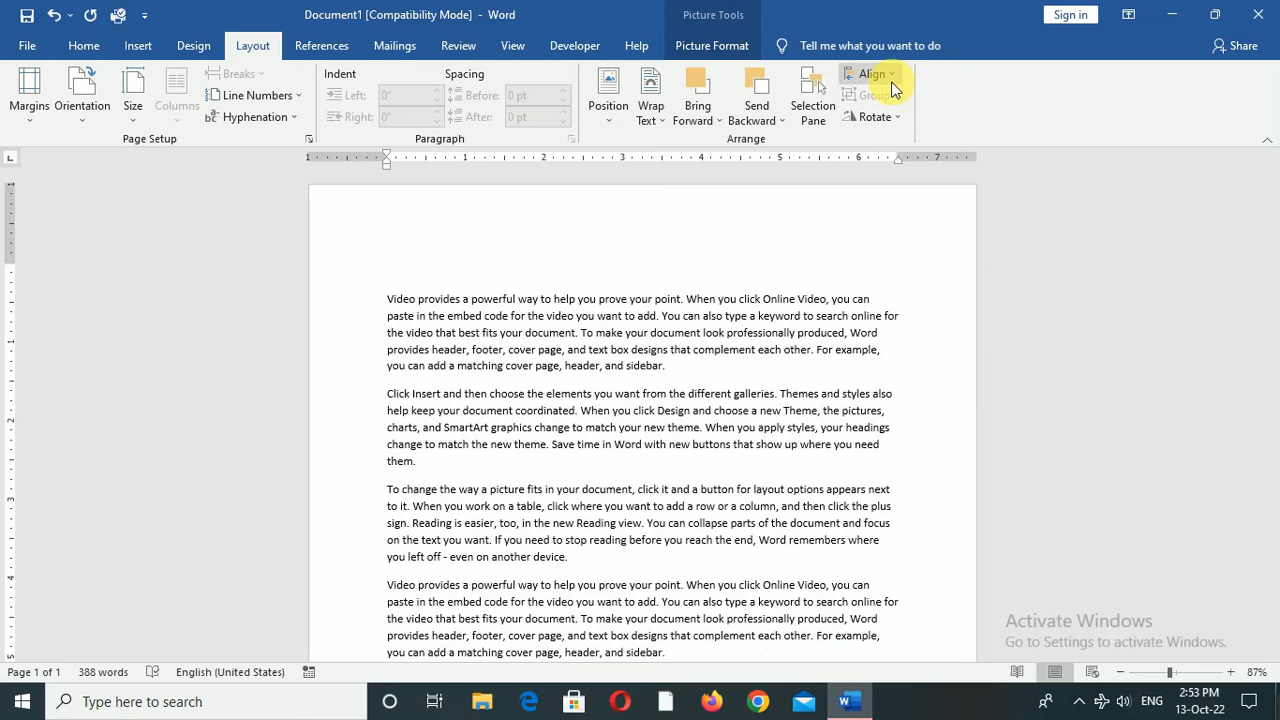 Document1 [Compatibility Mode] - Word
Picture Tools
Sign in
File Home Insert Design Layout References Mailings Review View Developer Help Picture Format Tell me what you want to do Share
Margins Orientation Size Columns
Breaks
Line Numbers
Hyphenation
Page Setup
Indent
Left: 0"
Right: 0"
Spacing
Before: 0 pt
After: 0 pt
Paragraph
Position
Wrap Text
Bring Forward
Send Backward
Selection Pane
Align
Group
Rotate
Arrange
1 1 2 3 4 5 6 7
Video provides a powerful way to help you prove your point. When you click Online Video, you can
paste in the embed code for the video you want to add. You can also type a keyword to search online for
the video that best fits your document. To make your document look professionally produced, Word
provides header, footer, cover page, and text box designs that complement each other. For example,
you can add a matching cover page, header, and sidebar.
Click Insert and then choose the elements you want from the different galleries. Themes and styles also
help keep your document coordinated. When you click Design and choose a new Theme, the pictures,
charts, and SmartArt graphics change to match your new theme. When you apply styles, your headings
change to match the new theme. Save time in Word with new buttons that show up where you need
them.
To change the way a picture fits in your document, click it and a button for layout options appears next
to it. When you work on a table, click where you want to add a row or a column, and then click the plus
sign. Reading is easier, too, in the new Reading view. You can collapse parts of the document and focus
on the text you want. If you need to stop reading before you reach the end, Word remembers where
you left off - even on another device.
Video provides a powerful way to help you prove your point. When you click Online Video, you can
paste in the embed code for the video you want to add. You can also type a keyword to search online for
the video that best fits your document. To make your document look professionally produced, Word
provides header, footer, cover page, and text box designs that complement each other. For example,
you can add a matching cover page, header, and sidebar.
Activate Windows
Go to Settings to activate Windows.
Page 1 of 1 388 words English (United States) 87%
Type here to search
ENG
2:53 PM
13-Oct-22